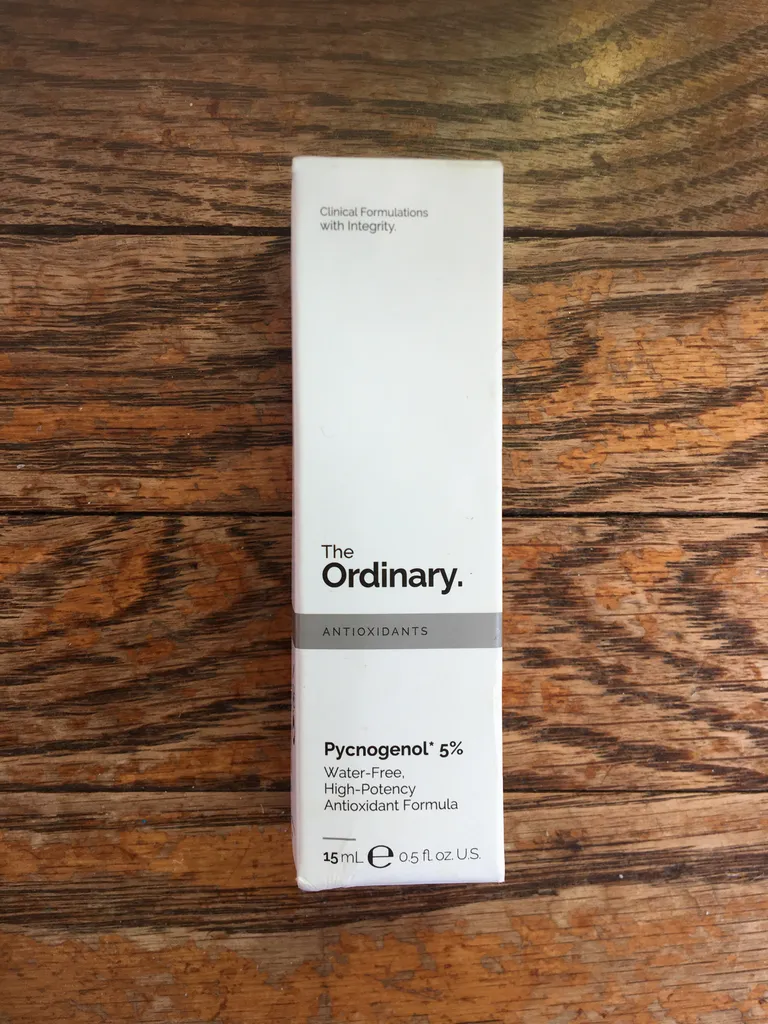 Clinical Formulations
with Integrity.
The
Ordinary.
ANTIOXIDANTS
Pycnogenol* 5%
Water-Free,
High-Potency
Antioxidant Formula
15 mL ℮ 0.5 fl. oz. U.S.